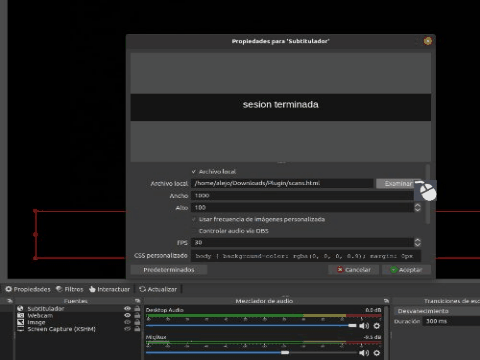 Propiedades para 'Subtitulador'
sesion terminada
✓ Archivo local
Archivo local /home/alejo/Downloads/Plugin/scans.html Examinar
Ancho 1000
Alto 100
Usar frecuencia de imágenes personalizada
Controlar audio vía OBS
FPS 30
CSS personalizado body { background-color: rgba(0, 0, 0, 0.9); margin: 0px
Predeterminados Cancelar Aceptar
Propiedades Filtros Interactuar Actualizar
Fuentes Mezclador de audio Transiciones de esc
Subtitulador
Webcam
Image
Screen Capture (XSHM)
Desktop Audio 0.0 dB
Mic/Aux -9.5 dB
Desvanecimiento
Duración 300 ms